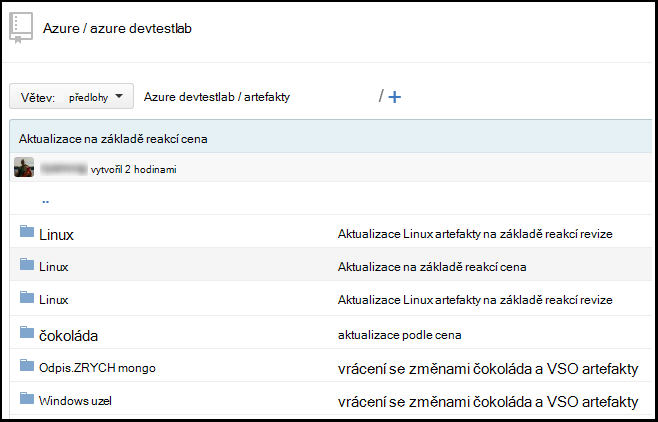 Azure / azure devtestlab
Větev: předlohy Azure devtestlab / artefakty / +
Aktualizace na základě reakcí cena
vytvořil 2 hodinami
..
Linux Aktualizace Linux artefakty na základě reakcí revize
Linux Aktualizace na základě reakcí cena
Linux Aktualizace Linux artefakty na základě reakcí revize
čokoláda aktualizace podle cena
Odpis.ZRYCH mongo vrácení se změnami čokoláda a VSO artefakty
Windows uzel vrácení se změnami čokoláda a VSO artefakty